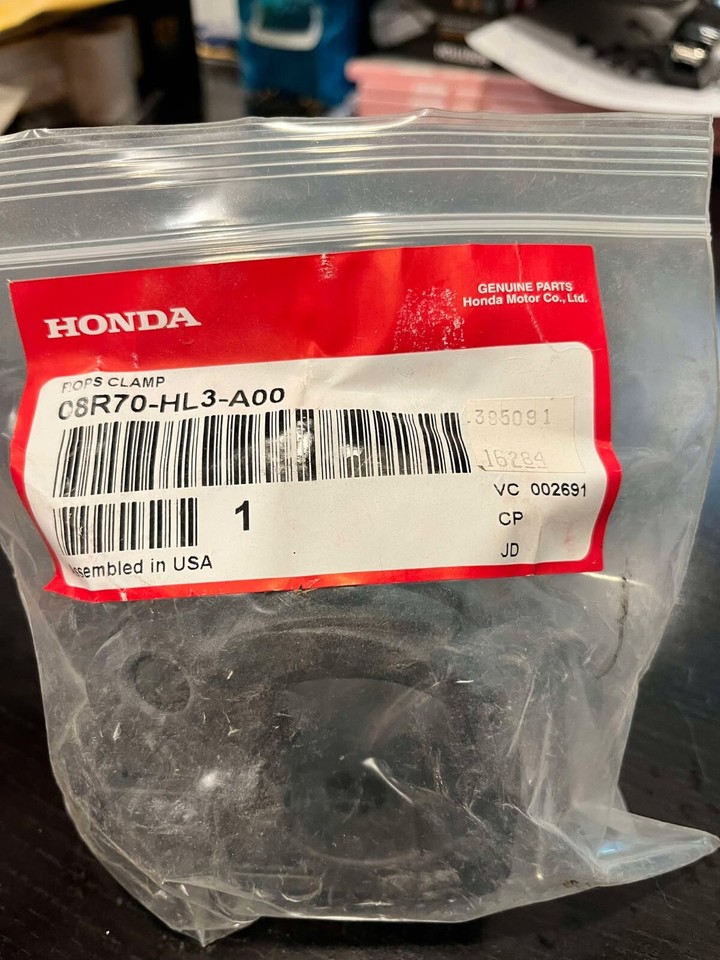 HONDA
GENUINE PARTS
Honda Motor Co., Ltd.
ROPS CLAMP
08R70-HL3-A00
395091
16284
1
VC 002691
CP
JD
Assembled in USA